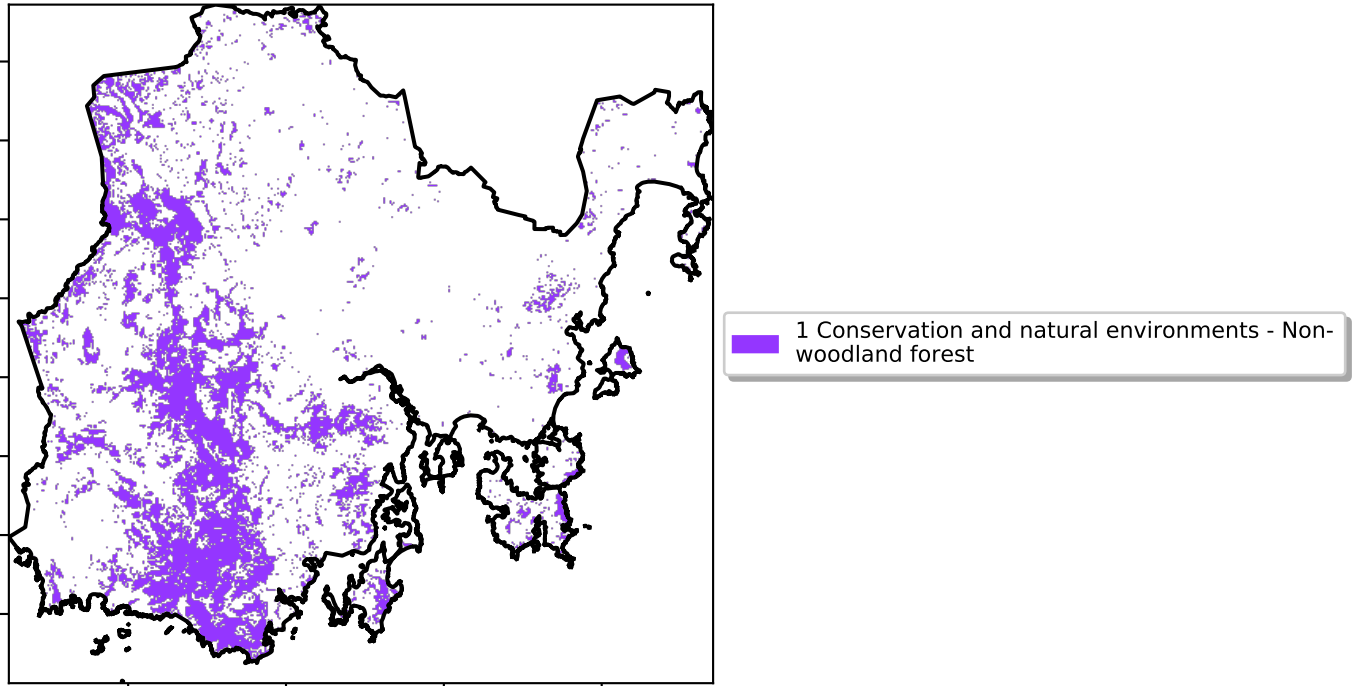 1 Conservation and natural environments - Non-
woodland forest